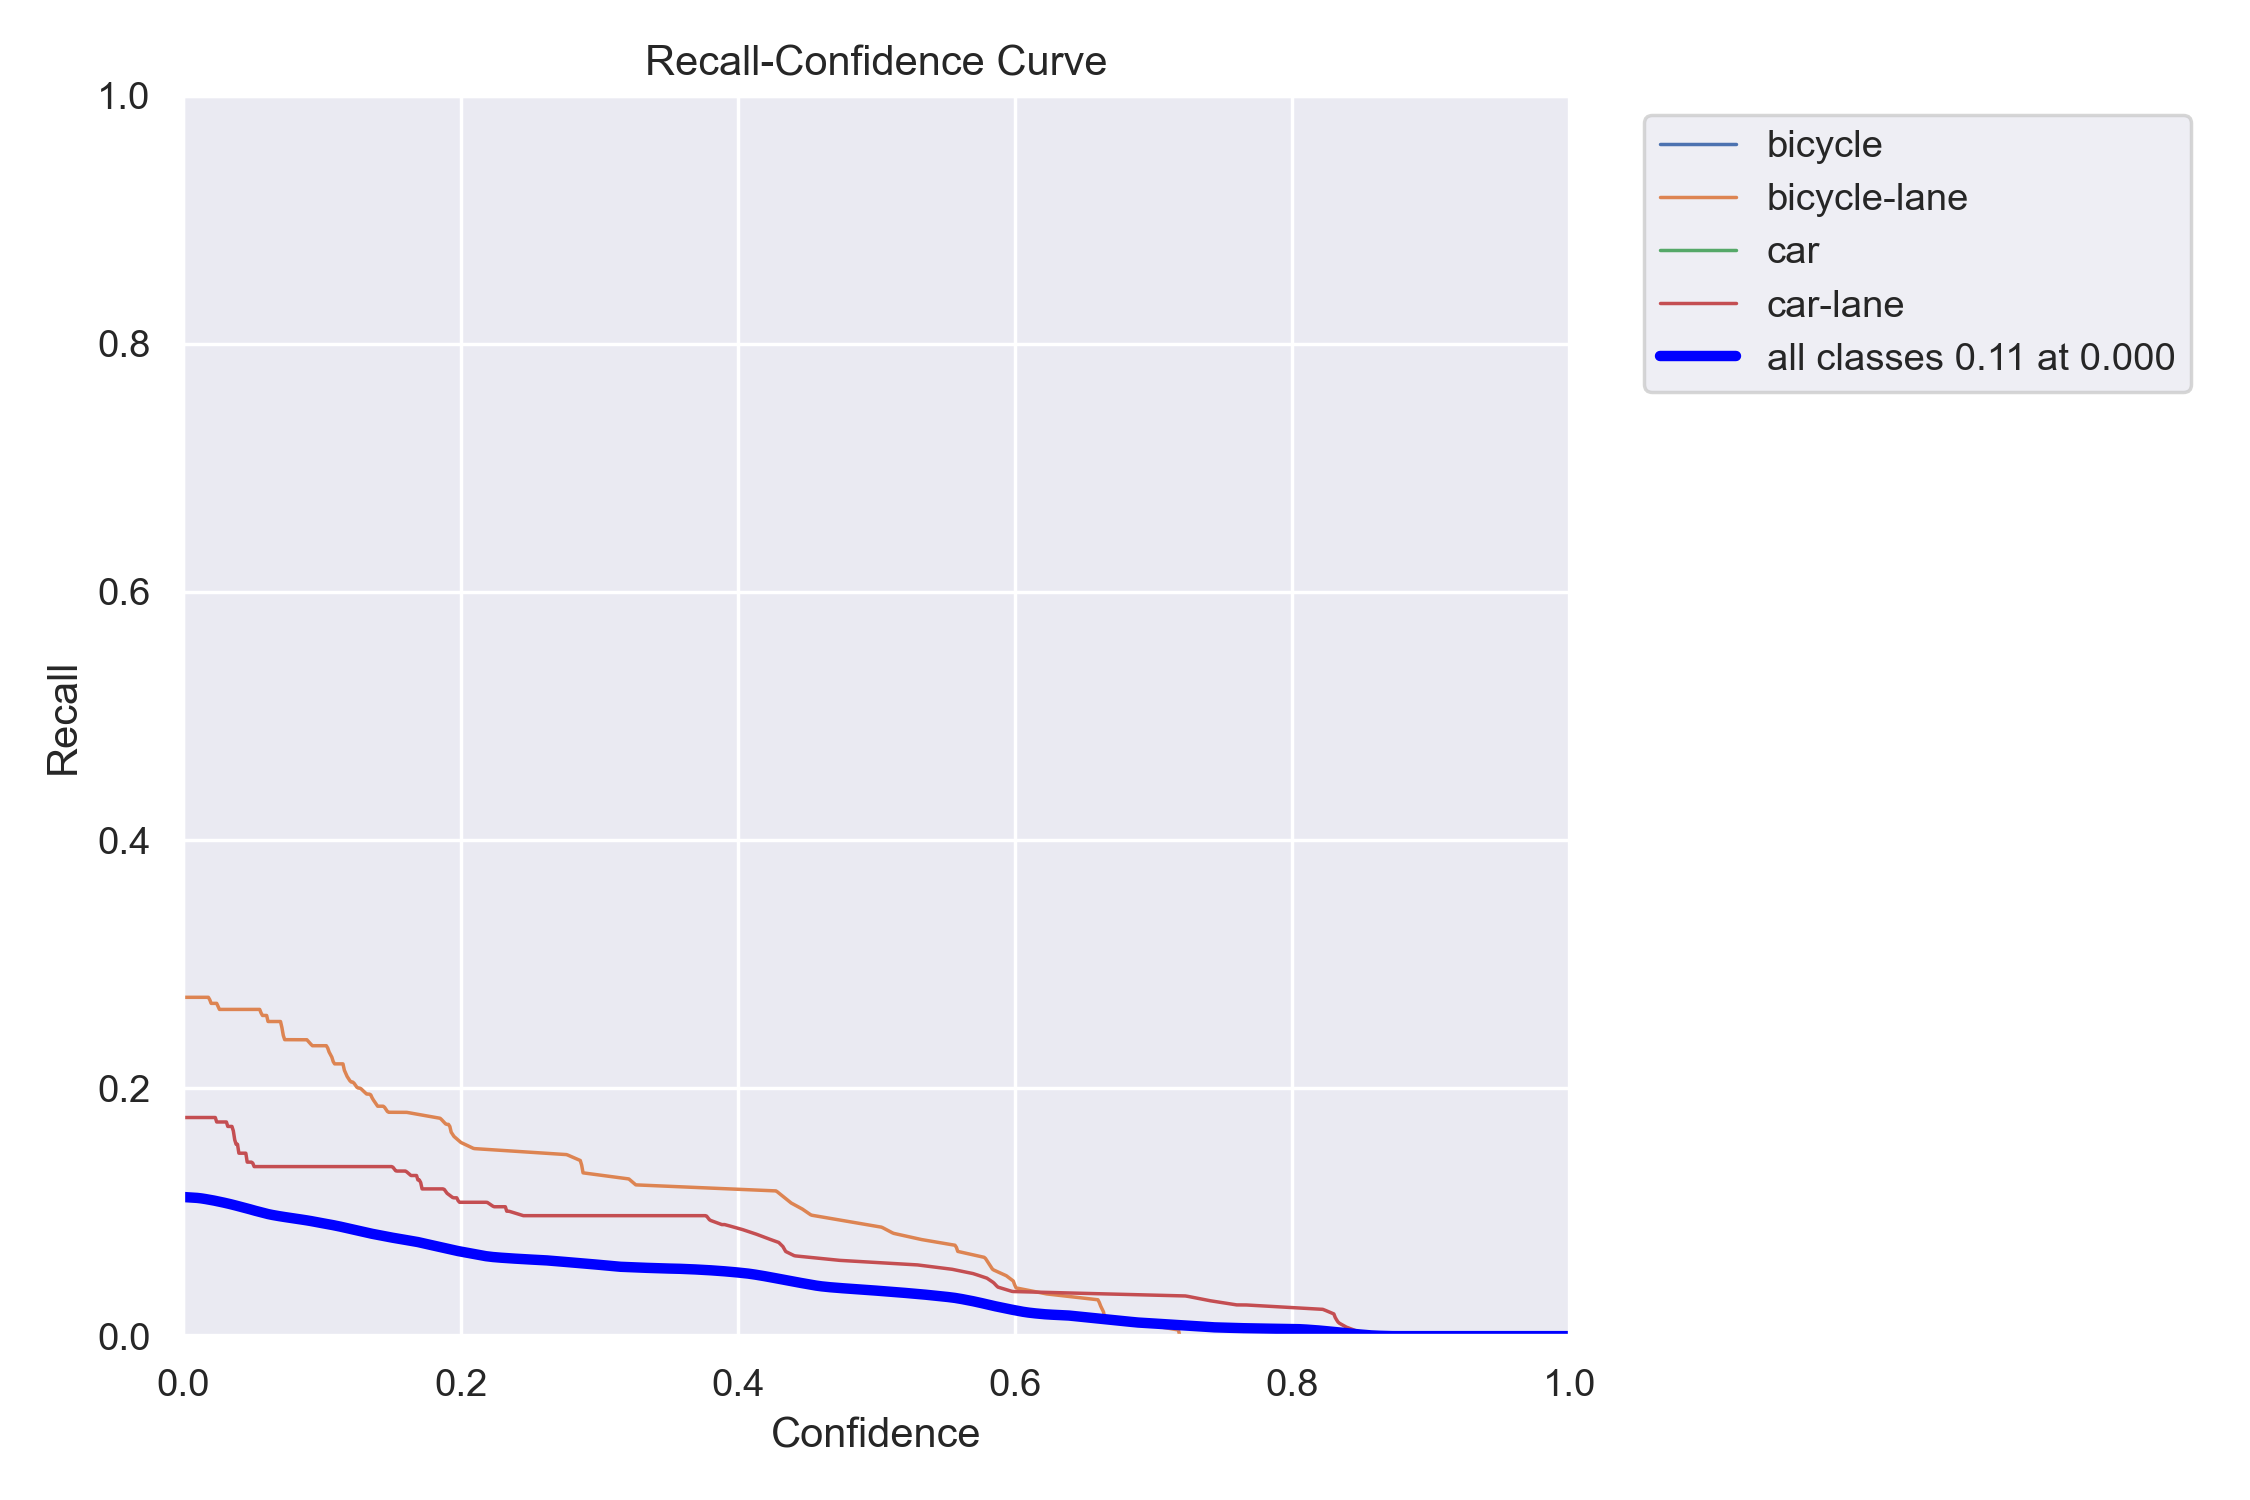 Recall-Confidence Curve
1.0
0.8
0.6
0.4
0.2
0.0
Recall
0.0 0.2 0.4 0.6 0.8 1.0
Confidence
bicycle
bicycle-lane
car
car-lane
all classes 0.11 at 0.000